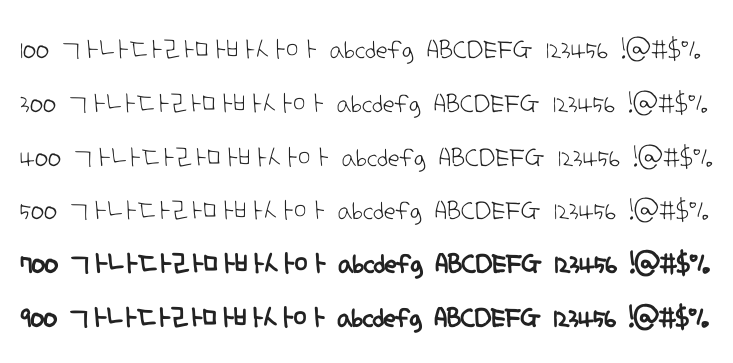 100 가나다라마바사아 abcdefg ABCDEFG 123456 !@#$%
300 가나다라마바사아 abcdefg ABCDEFG 123456 !@#$%
400 가나다라마바사아 abcdefg ABCDEFG 123456 !@#$%
500 가나다라마바사아 abcdefg ABCDEFG 123456 !@#$%
700 가나다라마바사아 abcdefg ABCDEFG 123456 !@#$%
900 가나다라마바사아 abcdefg ABCDEFG 123456 !@#$%